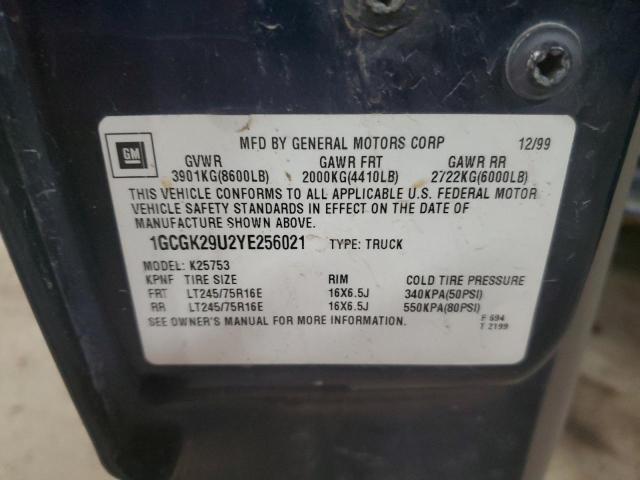 GM
MFD BY GENERAL MOTORS CORP 12/99
GVWR GAWR FRT GAWR RR
3901KG(8600LB) 2000KG(4410LB) 2722KG(6000LB)
THIS VEHICLE CONFORMS TO ALL APPLICABLE U.S. FEDERAL MOTOR
VEHICLE SAFETY STANDARDS IN EFFECT ON THE DATE OF
MANUFACTURE SHOWN ABOVE.
1GCGK29U2YE256021 TYPE: TRUCK
MODEL: K25753
KPNF TIRE SIZE RIM COLD TIRE PRESSURE
FRT LT245/75R16E 16X6.5J 340KPA(50PSI)
RR LT245/75R16E 16X6.5J 550KPA(80PSI)
SEE OWNER'S MANUAL FOR MORE INFORMATION. F 694
T 2199